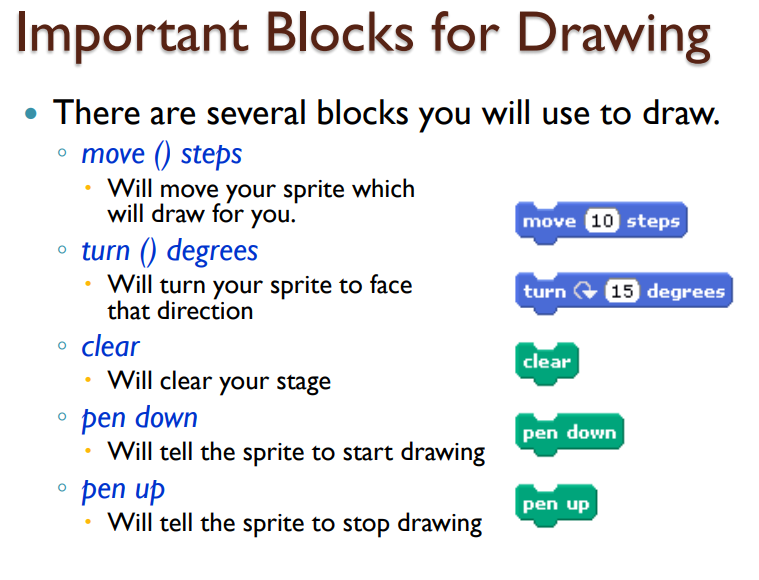 Important Blocks for Drawing
There are several blocks you will use to draw.
move () steps
Will move your sprite which
will draw for you.
move 10 steps
turn () degrees
Will turn your sprite to face
that direction
turn 15 degrees
clear
Will clear your stage
clear
pen down
Will tell the sprite to start drawing
pen down
pen up
Will tell the sprite to stop drawing
pen up